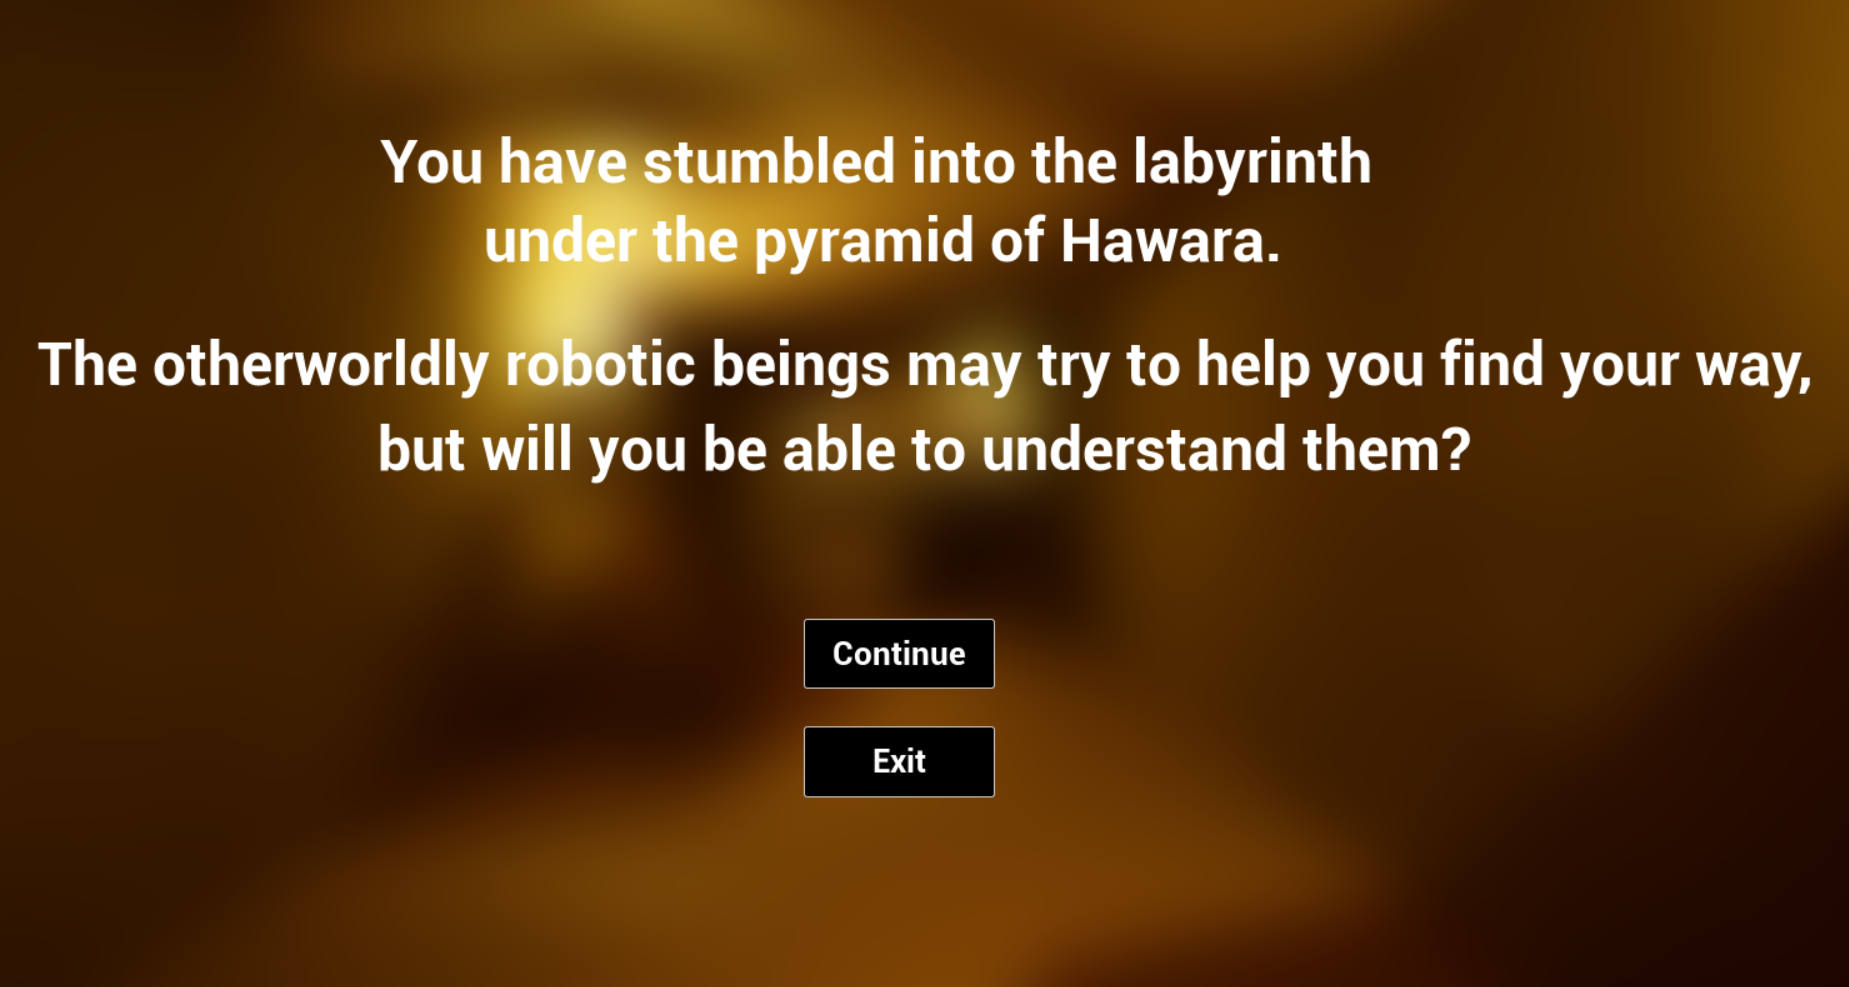 You have stumbled into the labyrinth
under the pyramid of Hawara.
The otherworldly robotic beings may try to help you find your way,
but will you be able to understand them?
Continue
Exit